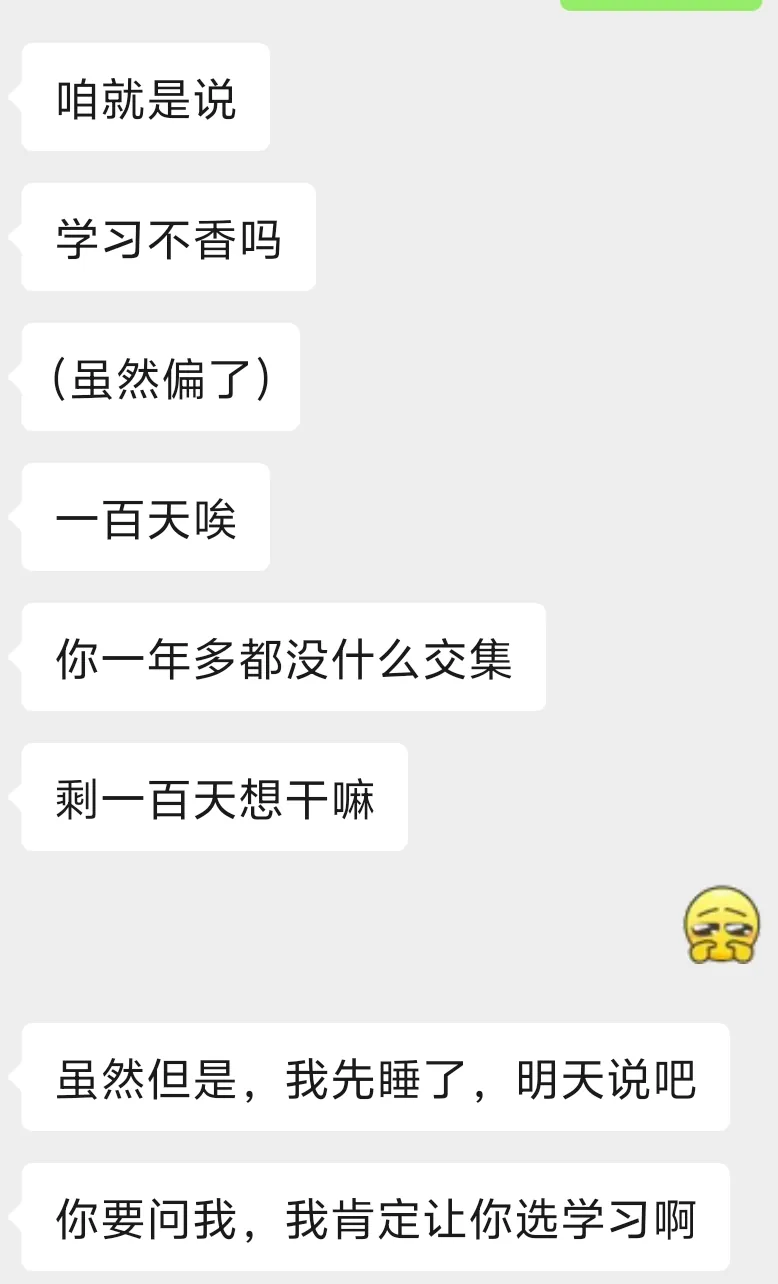 咱就是说
学习不香吗
（虽然偏了）
一百天唉
你一年多都没什么交集
剩一百天想干嘛
虽然但是，我先睡了，明天说吧
你要问我，我肯定让你选学习啊